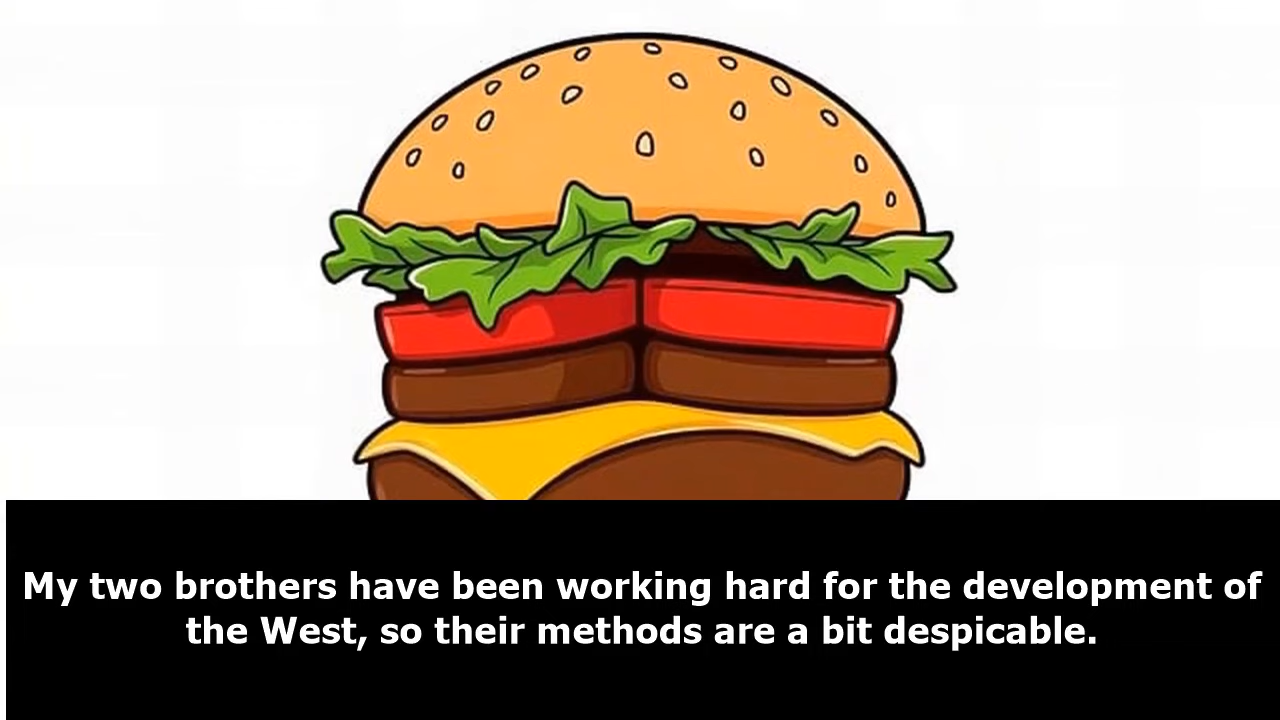 My two brothers have been working hard for the development of
the West, so their methods are a bit despicable.